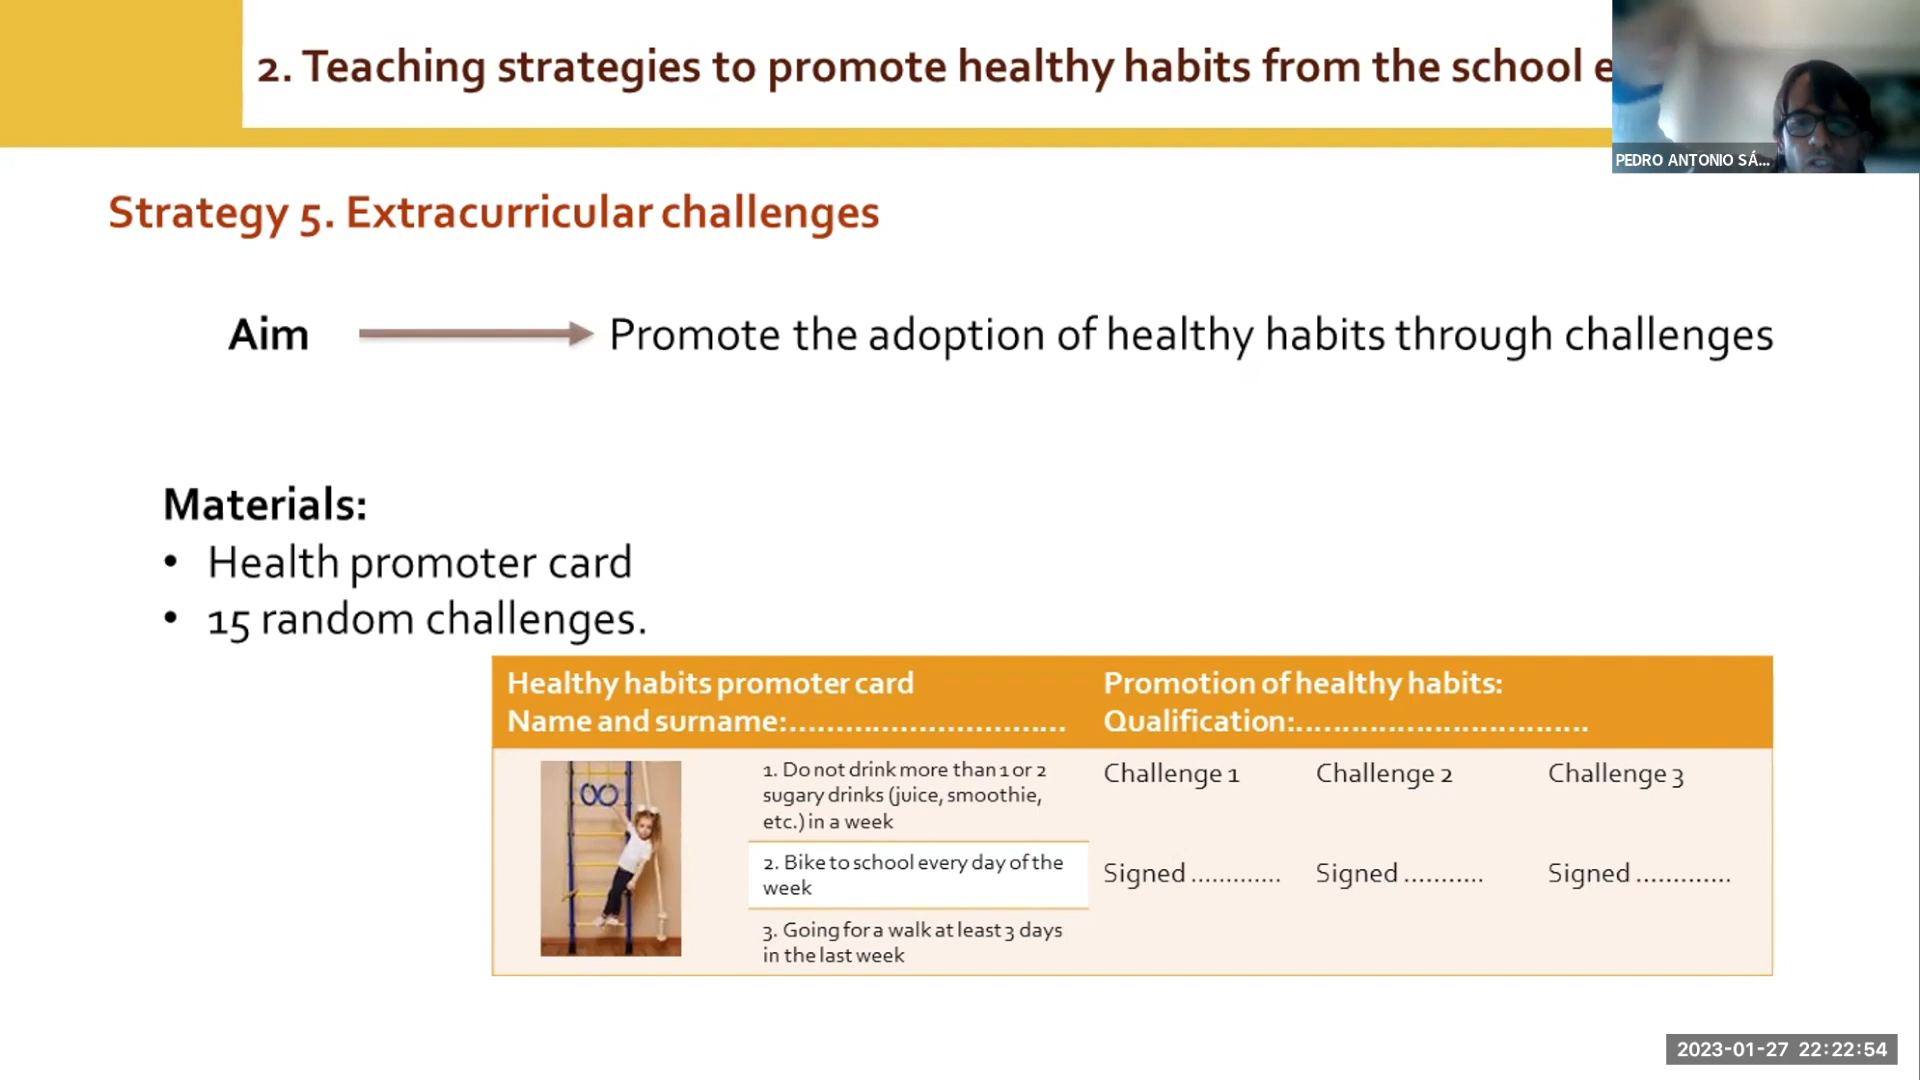 2. Teaching strategies to promote healthy habits from the school e
PEDRO ANTONIO SÁ...
Strategy 5. Extracurricular challenges
Aim
Promote the adoption of healthy habits through challenges
Materials:
• Health promoter card
• 15 random challenges.
Healthy habits promoter card
Name and surname:..............................
Promotion of healthy habits:
Qualification:................................
1. Do not drink more than 1 or 2
sugary drinks (juice, smoothie,
etc.) in a week
2. Bike to school every day of the
week
3. Going for a walk at least 3 days
in the last week
Challenge 1
Challenge 2
Challenge 3
Signed .............
Signed ...........
Signed .............
2023-01-27 22:22:54